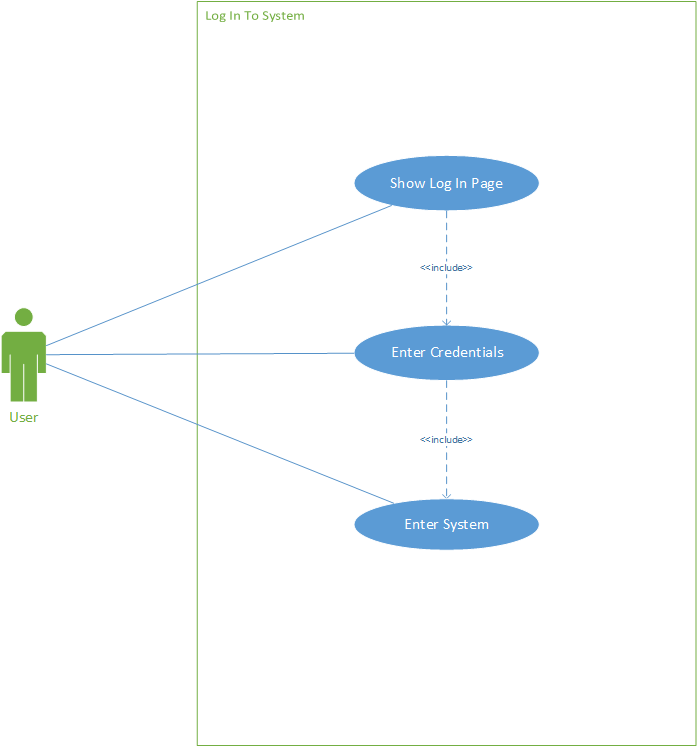 Log In To System
Show Log In Page
<<include>>
Enter Credentials
User
<<include>>
Enter System